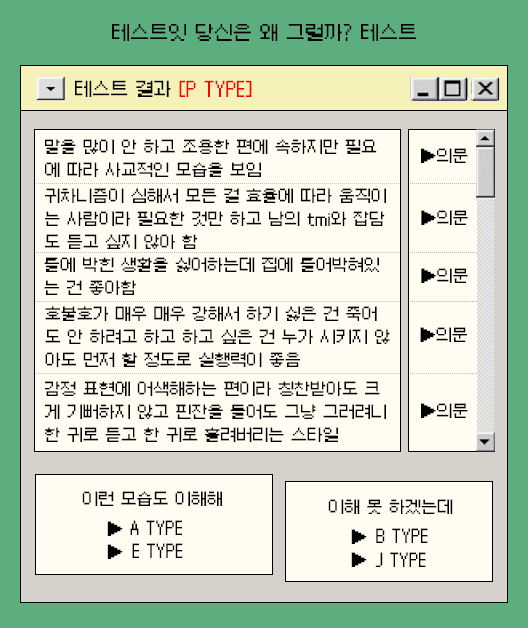 테스트잇 당신은 왜 그럴까? 테스트
테스트 결과 [P TYPE]
말을 많이 안 하고 조용한 편에 속하지만 필요
에 따라 사교적인 모습을 보임
▶의문
귀차니즘이 심해서 모든 걸 효율에 따라 움직이
는 사람이라 필요한 것만 하고 남의 tmi와 잡담
도 듣고 싶지 않아 함
▶의문
틀에 박힌 생활을 싫어하는데 집에 틀어박혀있
는 건 좋아함
▶의문
호불호가 매우 매우 강해서 하기 싫은 건 죽어
도 안 하려고 하고 하고 싶은 건 누가 시키지 않
아도 먼저 할 정도로 실행력이 좋음
▶의문
감정 표현에 어색해하는 편이라 칭찬받아도 크
게 기뻐하지 않고 핀잔을 들어도 그냥 그러려니
한 귀로 듣고 한 귀로 흘려버리는 스타일
▶의문
이런 모습도 이해해
▶ A TYPE
▶ E TYPE
이해 못 하겠는데
▶ B TYPE
▶ J TYPE